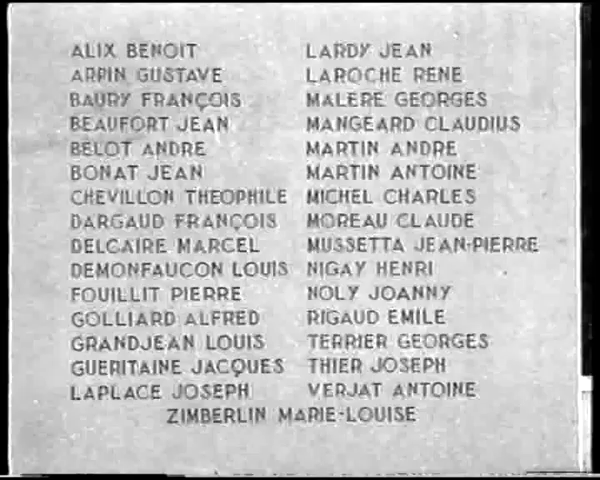 ALIX BENOIT
ARPIN GUSTAVE
BAURY FRANÇOIS
BEAUFORT JEAN
BELOT ANDRE
BONAT JEAN
CHEVILLON THEOPHILE
DARGAUD FRANÇOIS
DELCAIRE MARCEL
DEMONFAUCON LOUIS
FOUILLIT PIERRE
GOLLIARD ALFRED
GRANDJEAN LOUIS
GUERITAINE JACQUES
LAPLACE JOSEPH
LARDY JEAN
LAROCHE RENE
MALERE GEORGES
MANGEARD CLAUDIUS
MARTIN ANDRE
MARTIN ANTOINE
MICHEL CHARLES
MOREAU CLAUDE
MUSSETTA JEAN-PIERRE
NIGAY HENRI
NOLY JOANNY
RIGAUD EMILE
TERRIER GEORGES
THIER JOSEPH
VERJAT ANTOINE
ZIMBERLIN MARIE-LOUISE